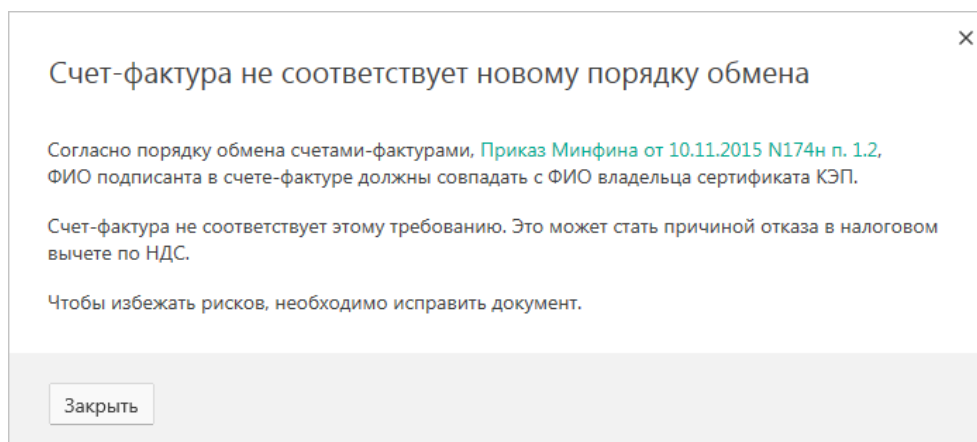 Счет-фактура не соответствует новому порядку обмена
Согласно порядку обмена счетами-фактурами, Приказ Минфина от 10.11.2015 N174н п. 1.2,
ФИО подписанта в счете-фактуре должны совпадать с ФИО владельца сертификата КЭП.
Счет-фактура не соответствует этому требованию. Это может стать причиной отказа в налоговом
вычете по НДС.
Чтобы избежать рисков, необходимо исправить документ.
Закрыть